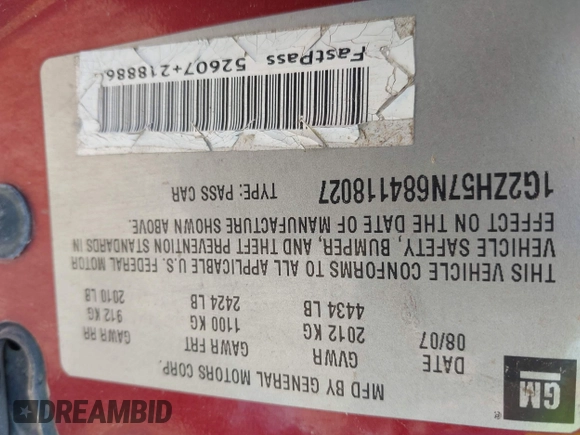 GM
®
MFD BY GENERAL MOTORS CORP.
DATE GVWR GAWR FRT GAWR RR
08/07 2012 KG 1100 KG 912 KG
4434 LB 2424 LB 2010 LB
THIS VEHICLE CONFORMS TO ALL APPLICABLE U.S. FEDERAL MOTOR
VEHICLE SAFETY, BUMPER, AND THEFT PREVENTION STANDARDS IN
EFFECT ON THE DATE OF MANUFACTURE SHOWN ABOVE.
1G2ZH57N684118027 TYPE: PASS CAR
FastPass 52607+218886
DREAMBID